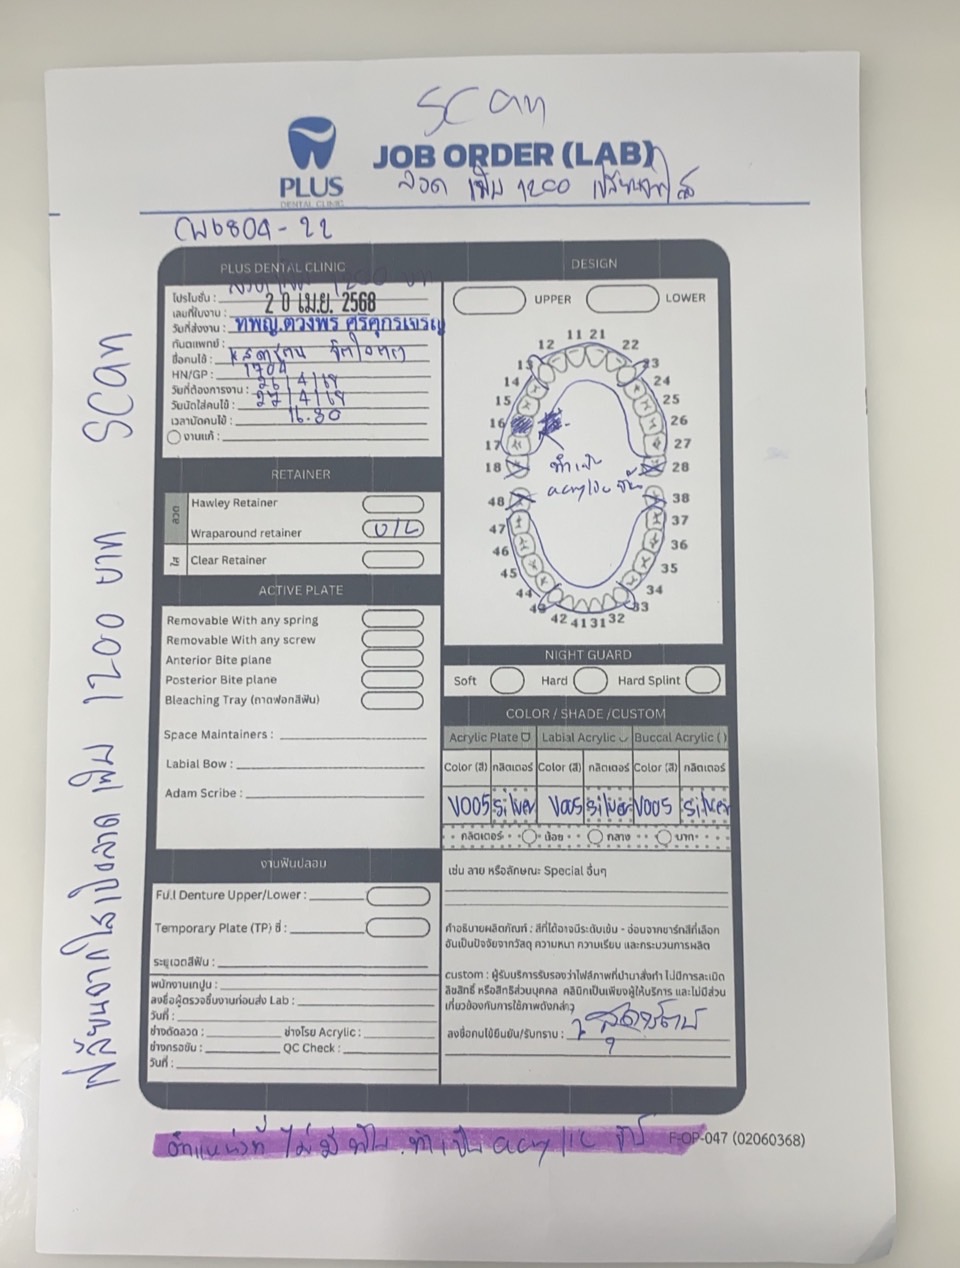 scan
PLUS
DENTAL CLINIC
JOB ORDER (LAB)
ลวด เพิ่ม 1200
CW6804-22
PLUS DENTAL CLINIC
โปรโมชั่น :
เลขที่ใบงาน :
วันที่ส่งงาน : 20 เม.ย. 2568
ทันตแพทย์ : ทพญ.ดวงพร
ชื่อคนไข้ :
HN/GP : 1704
วันที่ต้องการงาน : 26/4/68
วันนัดใส่คนไข้ : 27/4/68
เวลานัดคนไข้ : 16.30
งานแก้ :
RETAINER
ลวด
Hawley Retainer
Wraparound retainer U/L
ใส
Clear Retainer
ACTIVE PLATE
Removable With any spring
Removable With any screw
Anterior Bite plane
Posterior Bite plane
Bleaching Tray (ถาดฟอกสีฟัน)
Space Maintainers :
Labial Bow :
Adam Scribe :
งานฟันปลอม
Full Denture Upper/Lower :
Temporary Plate (TP) ซี่ :
ระบุเฉดสีฟัน :
พนักงานเทปูน :
ลงชื่อผู้ตรวจชิ้นงานก่อนส่ง Lab :
วันที่ :
ช่างดัดลวด : ช่างโรย Acrylic :
ช่างกรอขัด : QC Check :
วันที่ :
DESIGN
UPPER LOWER
11 21
12 22
13 23
14 24
15 25
16 26
17 27
18 28
ทำเป็น
acrylic
48 38
47 37
46 36
45 35
44 34
43 33
42 41 31 32
NIGHT GUARD
Soft Hard Hard Splint
COLOR / SHADE /CUSTOM
Acrylic Plate Labial Acrylic Buccal Acrylic ( )
Color (สี) กลิตเตอร์ Color (สี) กลิตเตอร์ Color (สี) กลิตเตอร์
V005 silver V005 silver V005 silver
กลิตเตอร์ น้อย กลาง มาก
เช่น ลาย หรือลักษณะ Special อื่นๆ
คำอธิบายผลิตภัณฑ์ : สีที่ได้อาจมีระดับเข้ม - อ่อนจากชาร์ทสีที่เลือก
อันเป็นปัจจัยจากวัสดุ ความหนา ความเรียบ และกระบวนการผลิต
custom : ผู้รับบริการรับรองว่าไฟล์ภาพที่นำมาสั่งทำ ไม่มีการละเมิด
ลิขสิทธิ์ หรือสิทธิส่วนบุคคล คลินิกเป็นเพียงผู้ให้บริการ และไม่มีส่วน
เกี่ยวข้องกับการใช้ภาพดังกล่าว
ลงชื่อคนไข้ยืนยัน/รับทราบ :
เปลี่ยนจากใสเป็นลวด เพิ่ม 1200 บาท scan
ตำแหน่งที่ ไม่มี ฟัน ทำเป็น acrylic
F-OP-047 (02060368)